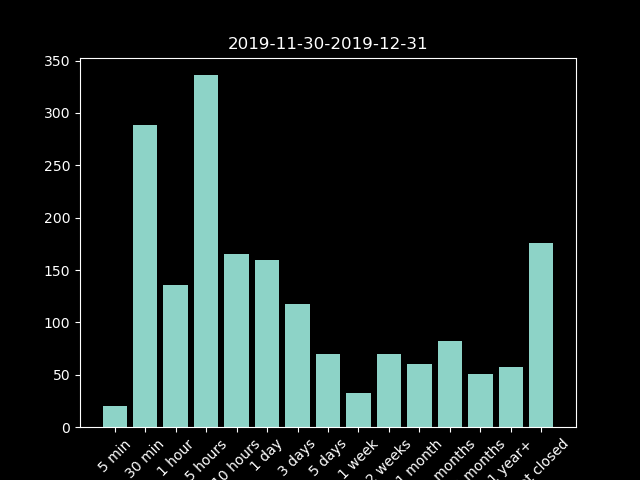 2019-11-30-2019-12-31
350
300
250
200
150
100
50
0
5 min
30 min
1 hour
5 hours
10 hours
1 day
3 days
5 days
1 week
2 weeks
1 month
months
months
1 year+
closed